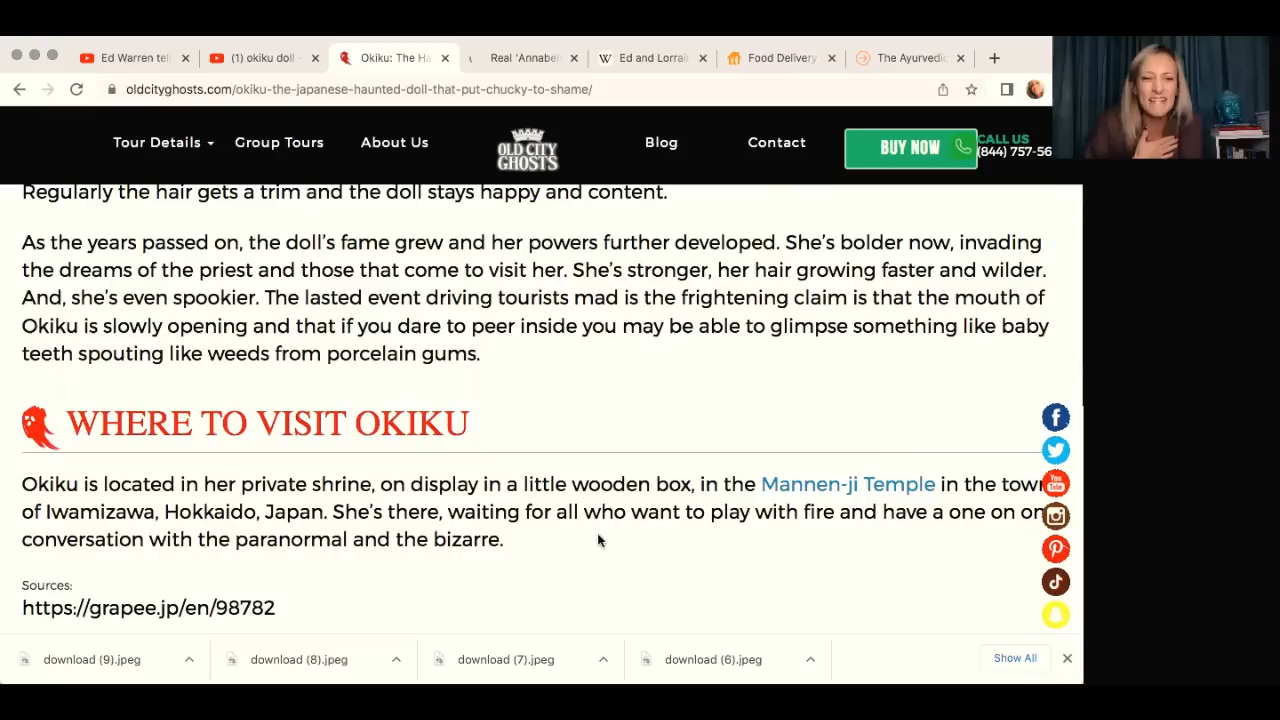 Ed Warren tel
(1) okiku doll -
Okiku: The Ha
Real 'Annabel
Ed and Lorrai
Food Delivery
The Ayurvedic
oldcityghosts.com/okiku-the-japanese-haunted-doll-that-put-chucky-to-shame/
Tour Details
Group Tours
About Us
OLD CITY
GHOSTS
Blog
Contact
BUY NOW
CALL US
(844) 757-56
Regularly the hair gets a trim and the doll stays happy and content.
As the years passed on, the doll's fame grew and her powers further developed. She's bolder now, invading
the dreams of the priest and those that come to visit her. She's stronger, her hair growing faster and wilder.
And, she's even spookier. The lasted event driving tourists mad is the frightening claim is that the mouth of
Okiku is slowly opening and that if you dare to peer inside you may be able to glimpse something like baby
teeth spouting like weeds from porcelain gums.
WHERE TO VISIT OKIKU
Okiku is located in her private shrine, on display in a little wooden box, in the Mannen-ji Temple in the town
of Iwamizawa, Hokkaido, Japan. She's there, waiting for all who want to play with fire and have a one on on
conversation with the paranormal and the bizarre.
Sources:
https://grapee.jp/en/98782
download (9).jpeg
download (8).jpeg
download (7).jpeg
download (6).jpeg
Show All